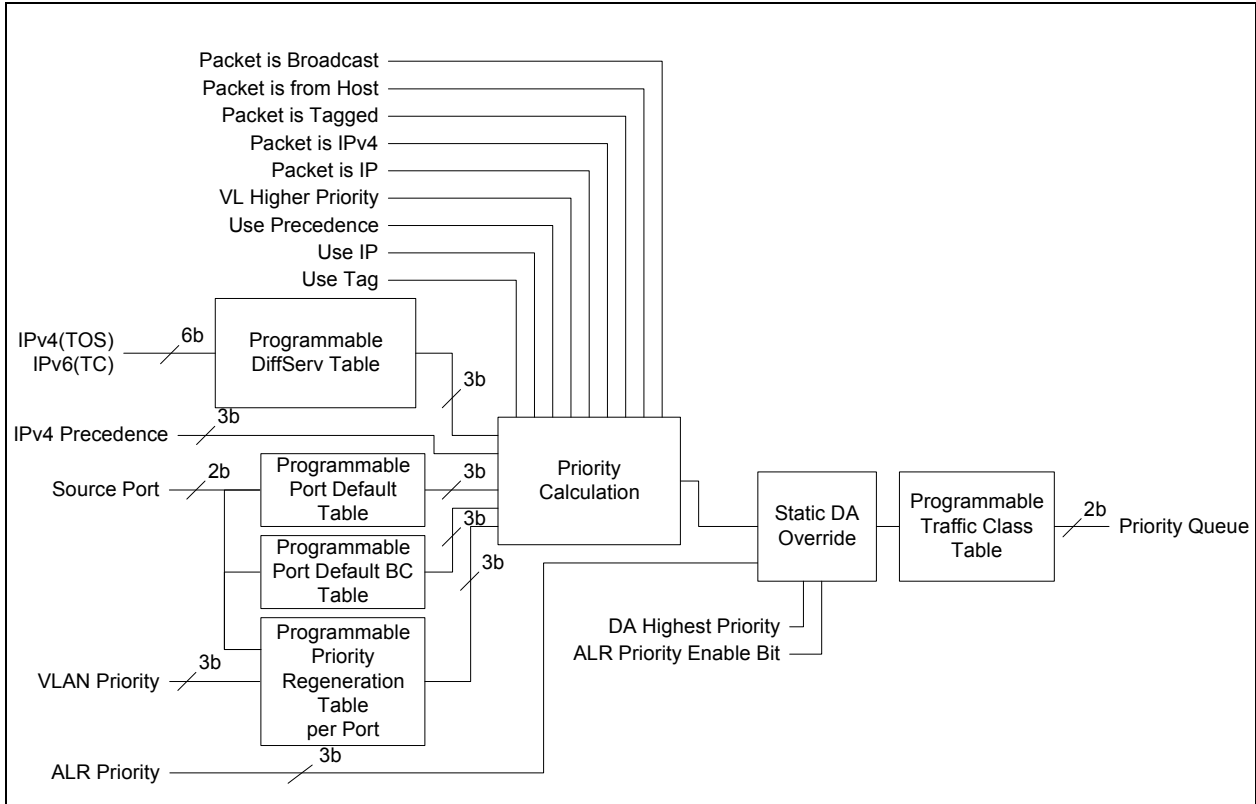 Packet is Broadcast
Packet is from Host
Packet is Tagged
Packet is IPv4
Packet is IP
VL Higher Priority
Use Precedence
Use IP
Use Tag
IPv4(TOS)
IPv6(TC)
6b
Programmable
DiffServ Table
3b
IPv4 Precedence
3b
Source Port
2b
Programmable
Port Default
Table
3b
Programmable
Port Default BC
Table
3b
VLAN Priority
3b
Programmable
Priority
Regeneration
Table
per Port
3b
ALR Priority
3b
Priority
Calculation
Static DA
Override
DA Highest Priority
ALR Priority Enable Bit
Programmable
Traffic Class
Table
2b
Priority Queue